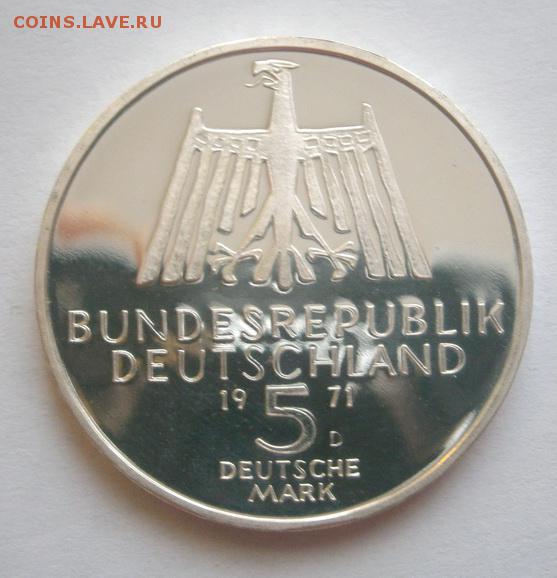 COINS.LAVE.RU
BUNDESREPUBLIK
DEUTSCHLAND
19 71
5
D
DEUTSCHE
MARK